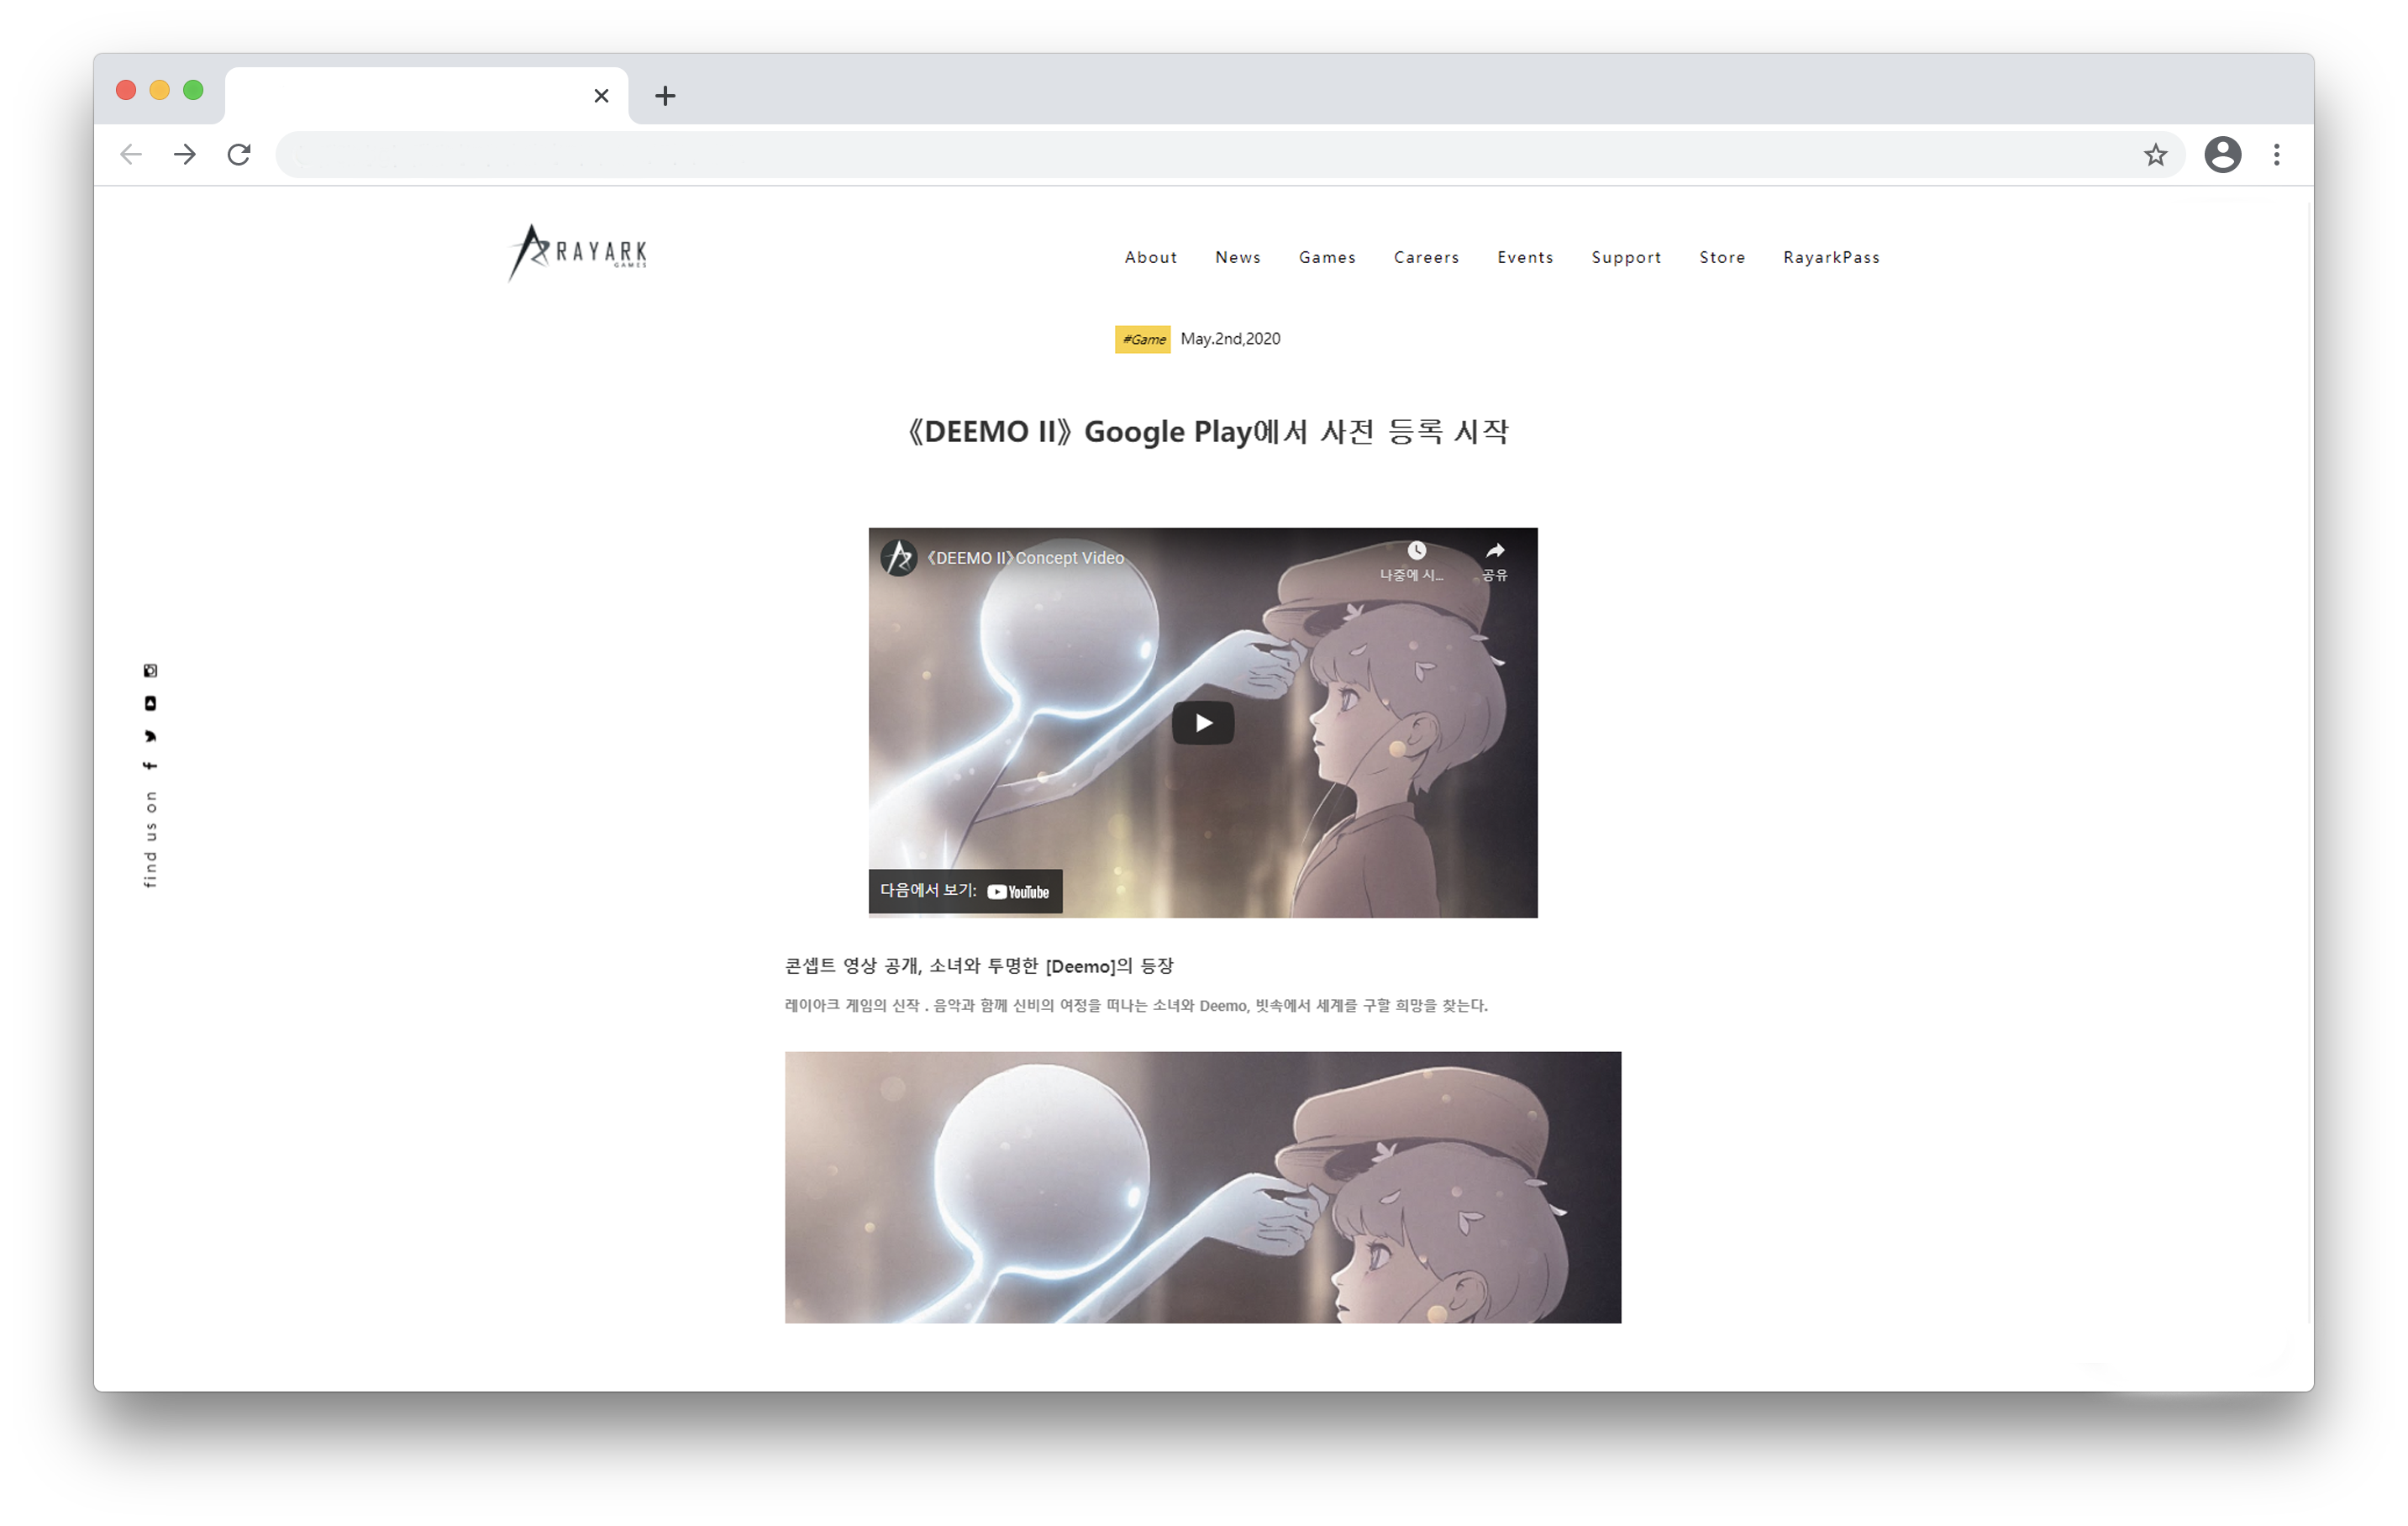 RAYARK
GAMES
About News Games Careers Events Support Store RayarkPass
#Game May.2nd,2020
《DEEMO II》 Google Play에서 사전 등록 시작
《DEEMO II》Concept Video
나중에 시...
공유
다음에서 보기: YouTube
find us on
콘셉트 영상 공개, 소녀와 투명한 [Deemo]의 등장
레이아크 게임의 신작 . 음악과 함께 신비의 여정을 떠나는 소녀와 Deemo, 빗속에서 세계를 구할 희망을 찾는다.